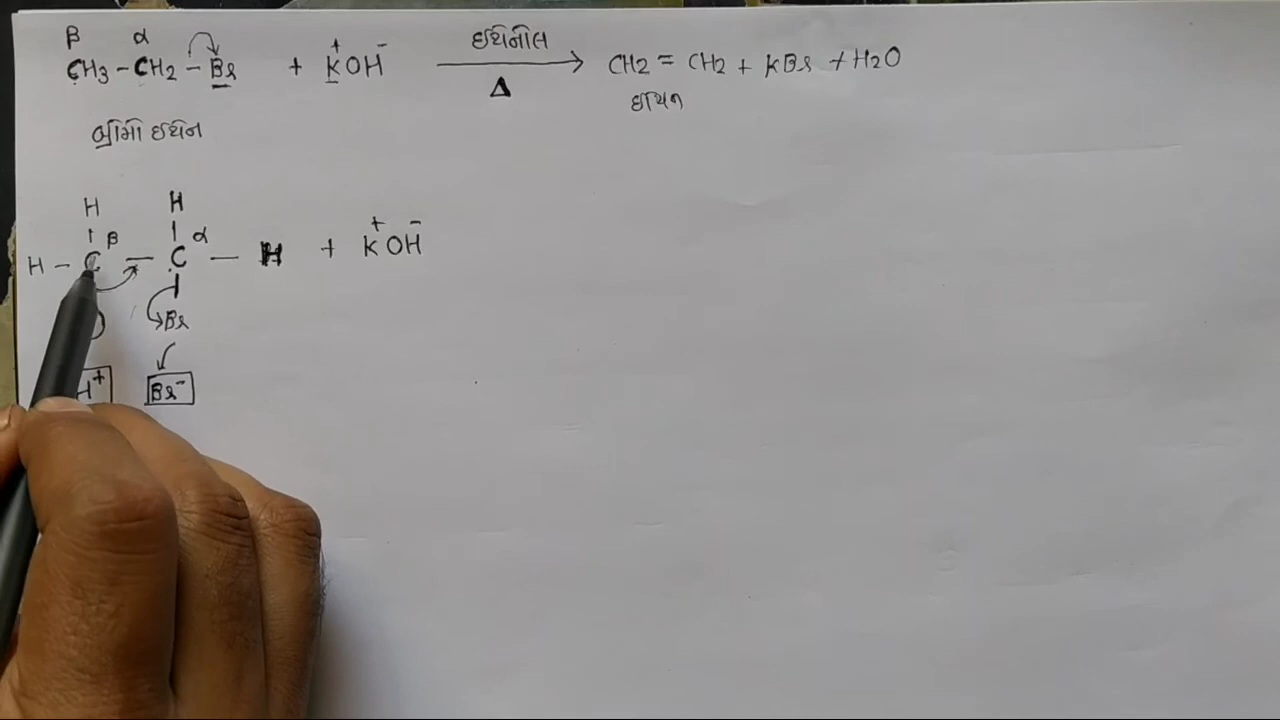 β α
CH3 – CH2 – Br + K⁺OH⁻ ઇથેનોલ → Δ CH2 = CH2 + KBr + H2O
ઇથિન
બ્રોમો ઇથેન
H H
H – C β – C α – H + K⁺OH⁻
Br
H⁺ Br⁻